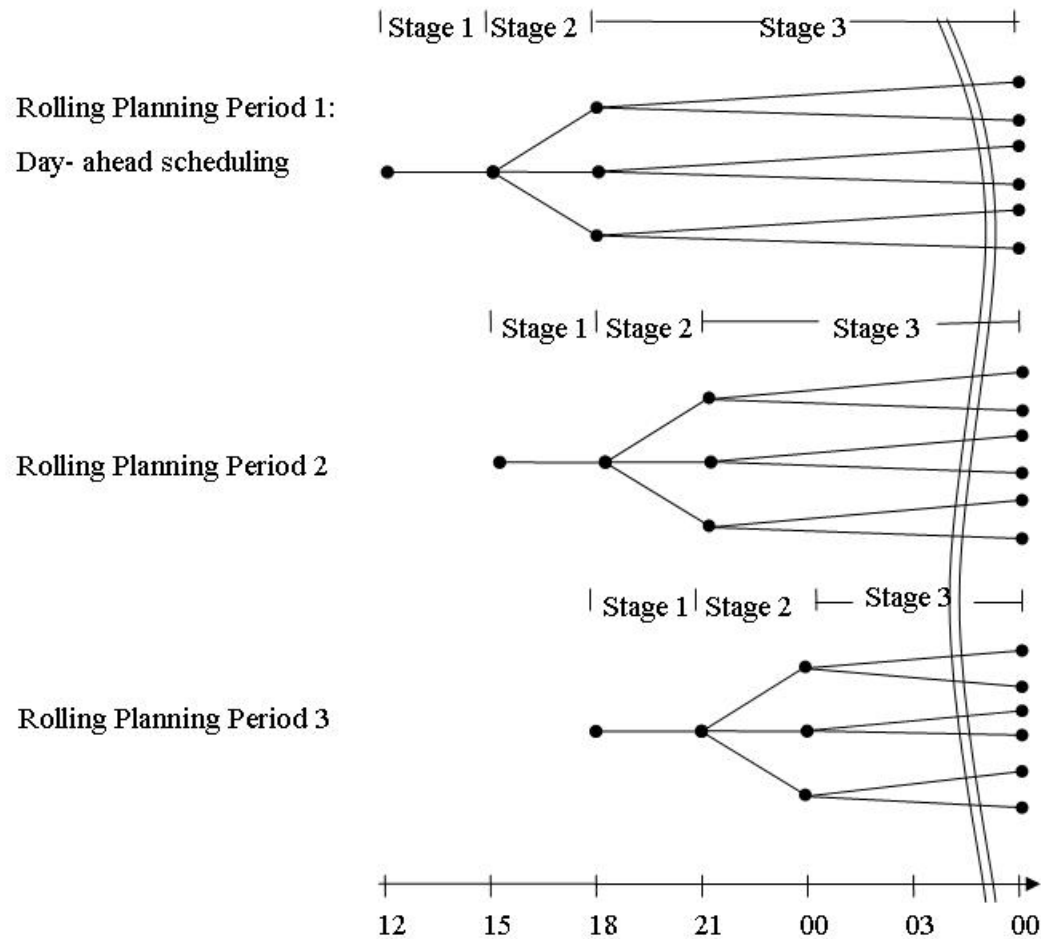 Stage 1 Stage 2 Stage 3
Rolling Planning Period 1:
Day- ahead scheduling
Stage 1 Stage 2 Stage 3
Rolling Planning Period 2
Stage 1 Stage 2 Stage 3
Rolling Planning Period 3
12 15 18 21 00 03 00